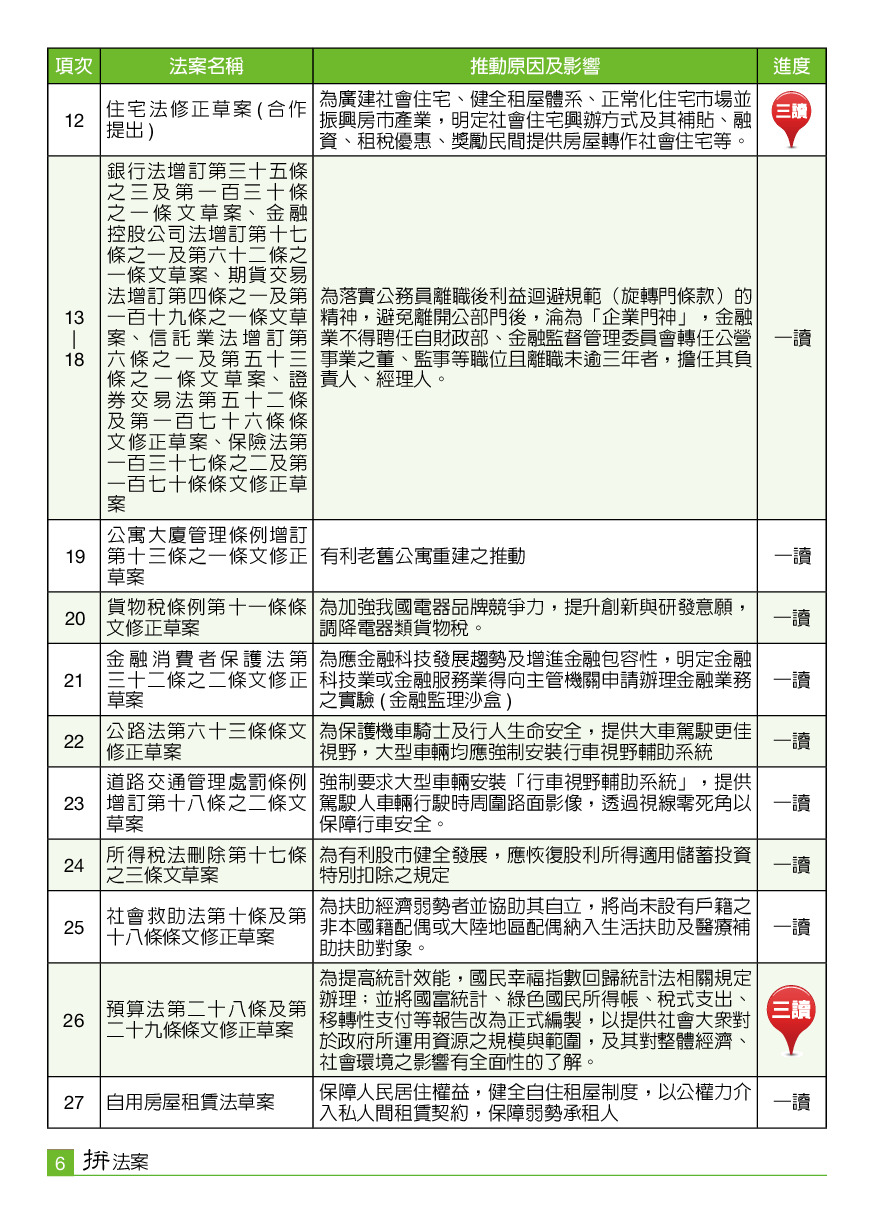 項次 法案名稱 推動原因及影響 進度
12
住宅法修正草案(合作
提出)
為廣建社會住宅、健全租屋體系、正常化住宅市場並
振興房市產業，明定社會住宅興辦方式及其補貼、融
資、租稅優惠、獎勵民間提供房屋轉作社會住宅等。
三讀
13
|
18
銀行法增訂第三十五條
之三及第一百三十條
之一條文草案、金融
控股公司法增訂第十七
條之一及第六十二條之
一條文草案、期貨交易
法增訂第四條之一及第
一百十九條之一條文草
案、信託業法增訂第
六條之一及第五十三
條之一條文草案、證
券交易法第五十二條
及第一百七十六條條
文修正草案、保險法第
一百三十七條之二及第
一百七十條條文修正草
案
為落實公務員離職後利益迴避規範（旋轉門條款）的
精神，避免離開公部門後，淪為「企業門神」，金融
業不得聘任自財政部、金融監督管理委員會轉任公營
事業之董、監事等職位且離職未逾三年者，擔任其負
責人、經理人。
一讀
19
公寓大廈管理條例增訂
第十三條之一條文修正
草案
有利老舊公寓重建之推動
一讀
20
貨物稅條例第十一條條
文修正草案
為加強我國電器品牌競爭力，提升創新與研發意願，
調降電器類貨物稅。
一讀
21
金融消費者保護法第
三十二條之二條文修正
草案
為應金融科技發展趨勢及增進金融包容性，明定金融
科技業或金融服務業得向主管機關申請辦理金融業務
之實驗(金融監理沙盒)
一讀
22
公路法第六十三條條文
修正草案
為保護機車騎士及行人生命安全，提供大車駕駛更佳
視野，大型車輛均應強制安裝行車視野輔助系統
一讀
23
道路交通管理處罰條例
增訂第十八條之二條文
草案
強制要求大型車輛安裝「行車視野輔助系統」，提供
駕駛人車輛行駛時周圍路面影像，透過視線零死角以
保障行車安全。
一讀
24
所得稅法刪除第十七條
之三條文草案
為有利股市健全發展，應恢復股利所得適用儲蓄投資
特別扣除之規定
一讀
25
社會救助法第十條及第
十八條條文修正草案
為扶助經濟弱勢者並協助其自立，將尚未設有戶籍之
非本國籍配偶或大陸地區配偶納入生活扶助及醫療補
助扶助對象。
一讀
26
預算法第二十八條及第
二十九條條文修正草案
為提高統計效能，國民幸福指數回歸統計法相關規定
辦理；並將國富統計、綠色國民所得帳、稅式支出、
移轉性支付等報告改為正式編製，以提供社會大眾對
於政府所運用資源之規模與範圍，及其對整體經濟、
社會環境之影響有全面性的了解。
三讀
27
自用房屋租賃法草案
保障人民居住權益，健全自住租屋制度，以公權力介
入私人間租賃契約，保障弱勢承租人
一讀
6 拚法案